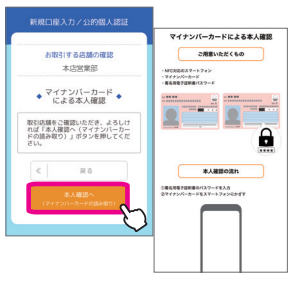 新規口座入力／公的個人認証
お取引する店舗の確認
本店営業部
マイナンバーカード
による本人確認
取引店舗をご確認いただき、よろしけ
れば「本人確認へ（マイナンバーカー
ドの読み取り）」ボタンを押してくだ
さい。
戻る
本人確認へ
（マイナンバーカードの読み取り）
マイナンバーカードによる本人確認
ご用意いただくもの
・NFC対応のスマートフォン
・マイナンバーカード
・署名用電子証明書パスワード
****
本人確認の流れ
①署名用電子証明書のパスワードを入力
②マイナンバーカードをスマートフォンにかざす